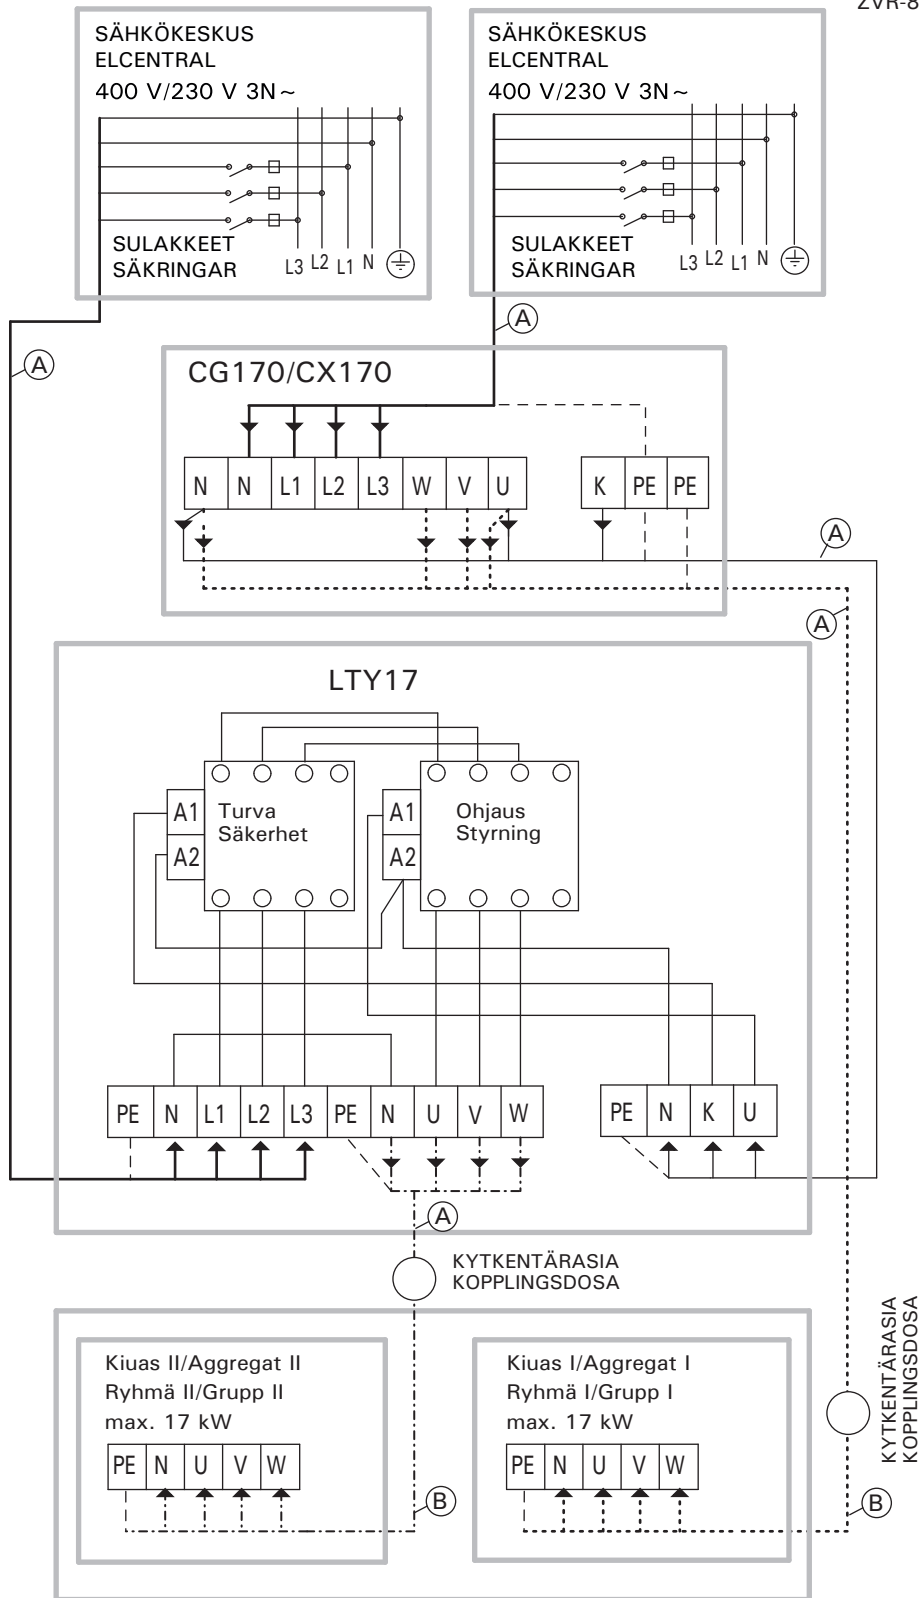 ZVR-8
SÄHKÖKESKUS
ELCENTRAL
400 V/230 V 3N~
SULAKKEET
SÄKRINGAR
L3 L2 L1 N
SÄHKÖKESKUS
ELCENTRAL
400 V/230 V 3N~
SULAKKEET
SÄKRINGAR
L3 L2 L1 N
A
A
CG170/CX170
N N L1 L2 L3 W V U
K PE PE
A
A
LTY17
A1
A2
Turva
Säkerhet
A1
A2
Ohjaus
Styrning
PE N L1 L2 L3 PE N U V W
PE N K U
A
KYTKENTÄRASIA
KOPPLINGSDOSA
Kiuas II/Aggregat II
Ryhmä II/Grupp II
max. 17 kW
PE N U V W
B
Kiuas I/Aggregat I
Ryhmä I/Grupp I
max. 17 kW
PE N U V W
B
KYTKENTÄRASIA
KOPPLINGSDOSA